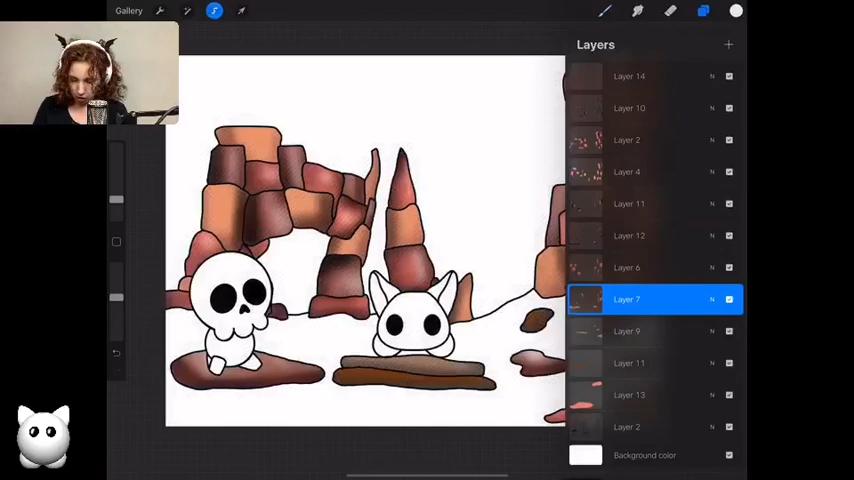 Gallery
Layers
Layer 14 N
Layer 10 N
Layer 2 N
Layer 4 N
Layer 11 N
Layer 12 N
Layer 6 N
Layer 7 N
Layer 9 N
Layer 11 N
Layer 13 N
Layer 2 N
Background color